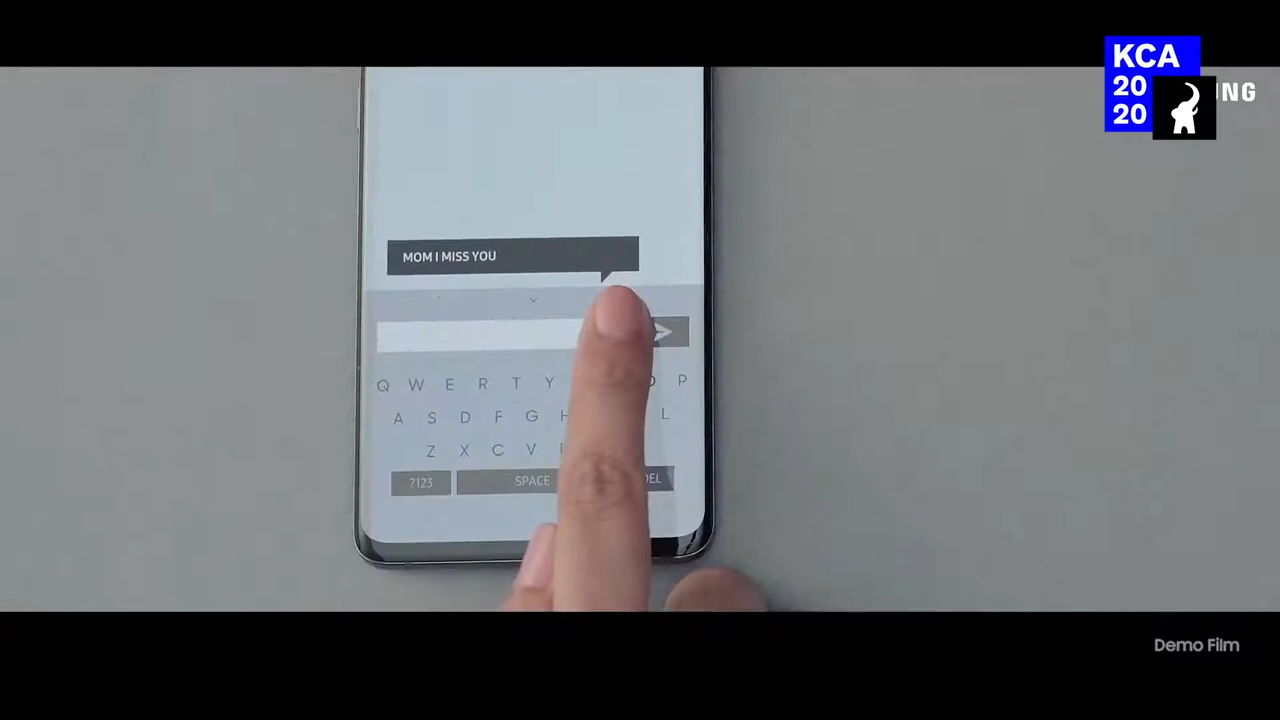 KCA
20
20
NG
MOM I MISS YOU
Q W E R T Y P
A S D F G H L
Z X C V
?123 SPACE DEL
Demo Film